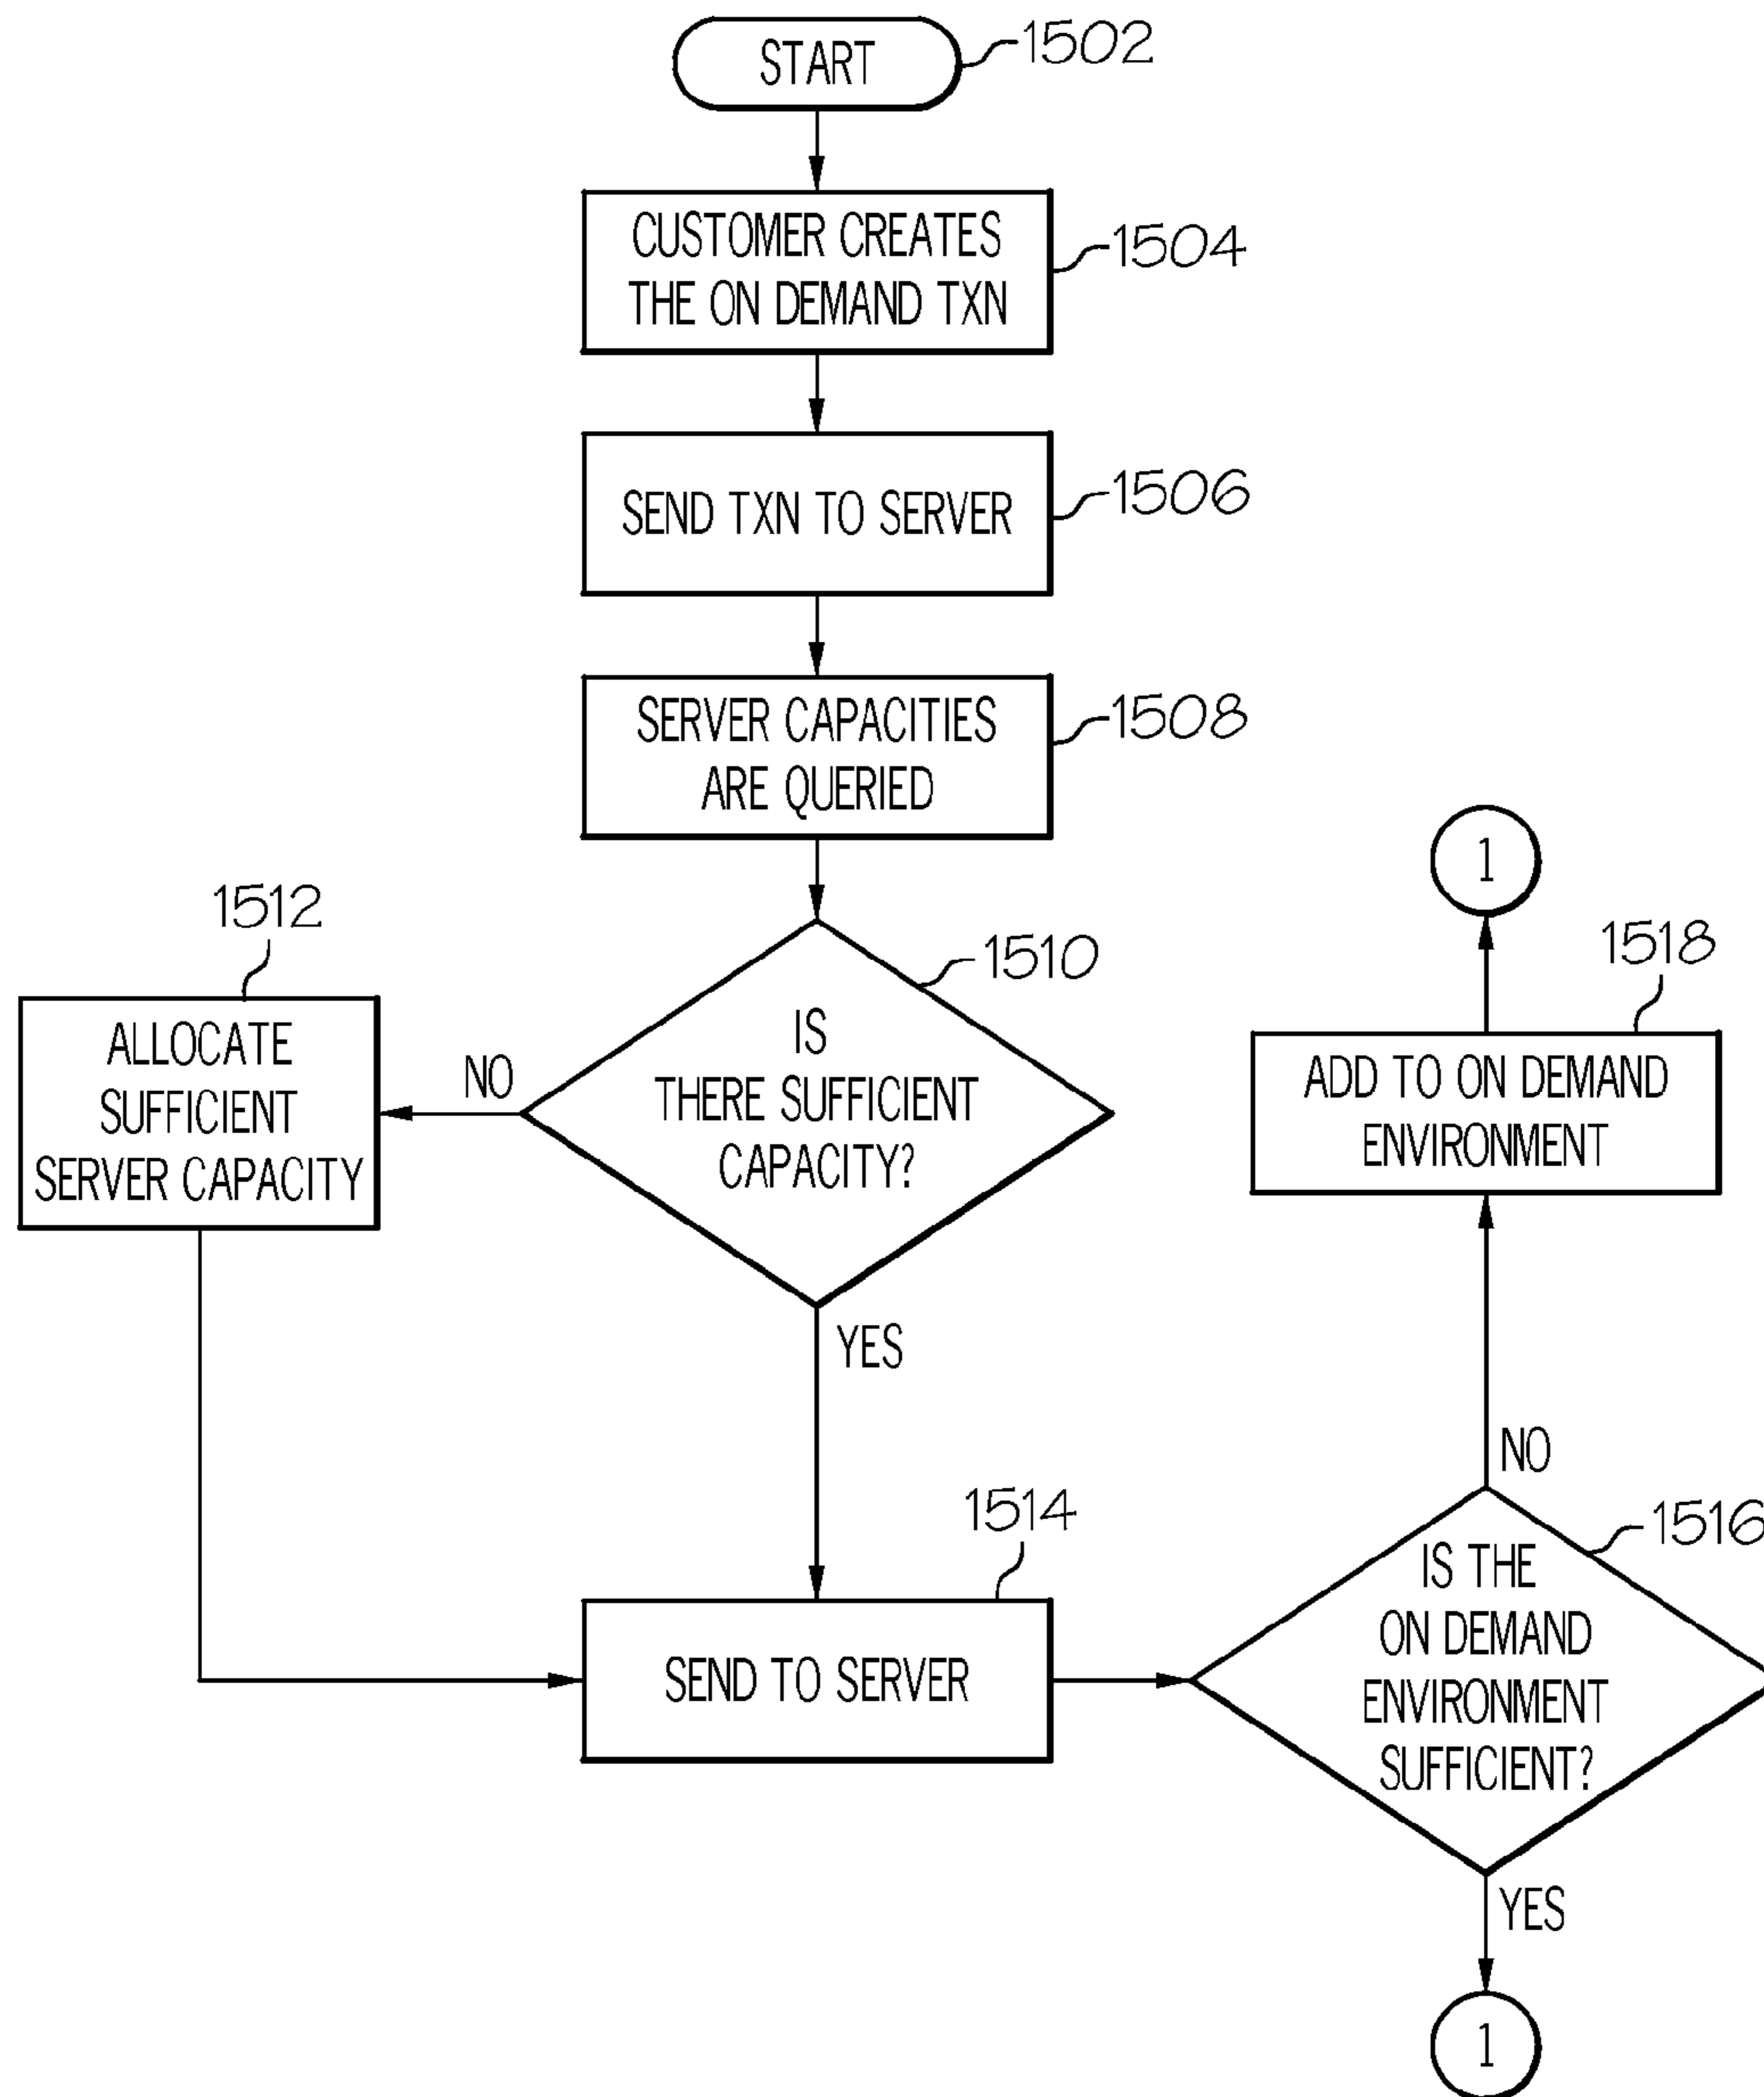 START
1502
CUSTOMER CREATES
THE ON DEMAND TXN
1504
SEND TXN TO SERVER
1506
SERVER CAPACITIES
ARE QUERIED
1508
1512
ALLOCATE
SUFFICIENT
SERVER CAPACITY
NO
1510
IS
THERE SUFFICIENT
CAPACITY?
YES
1
1518
ADD TO ON DEMAND
ENVIRONMENT
NO
1514
SEND TO SERVER
1516
IS THE
ON DEMAND
ENVIRONMENT
SUFFICIENT?
YES
1